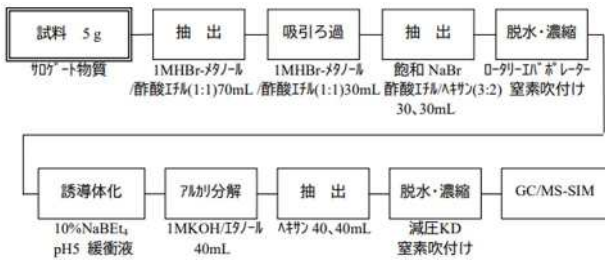 試料 5g
抽 出
吸引ろ過
抽 出
脱水・濃縮
サロゲート物質
1MHBr-メタノール
/酢酸エチル(1:1)70mL
1MHBr-メタノール
/酢酸エチル(1:1)30mL
飽和 NaBr
酢酸エチル/ヘキサン(3:2)
30、30mL
ロータリーエバポレーター
窒素吹付け
誘導体化
アルカリ分解
抽 出
脱水・濃縮
GC/MS-SIM
10%NaBEt₄
pH5 緩衝液
1MKOH/エタノール
40mL
ヘキサン 40、40mL
減圧KD
窒素吹付け